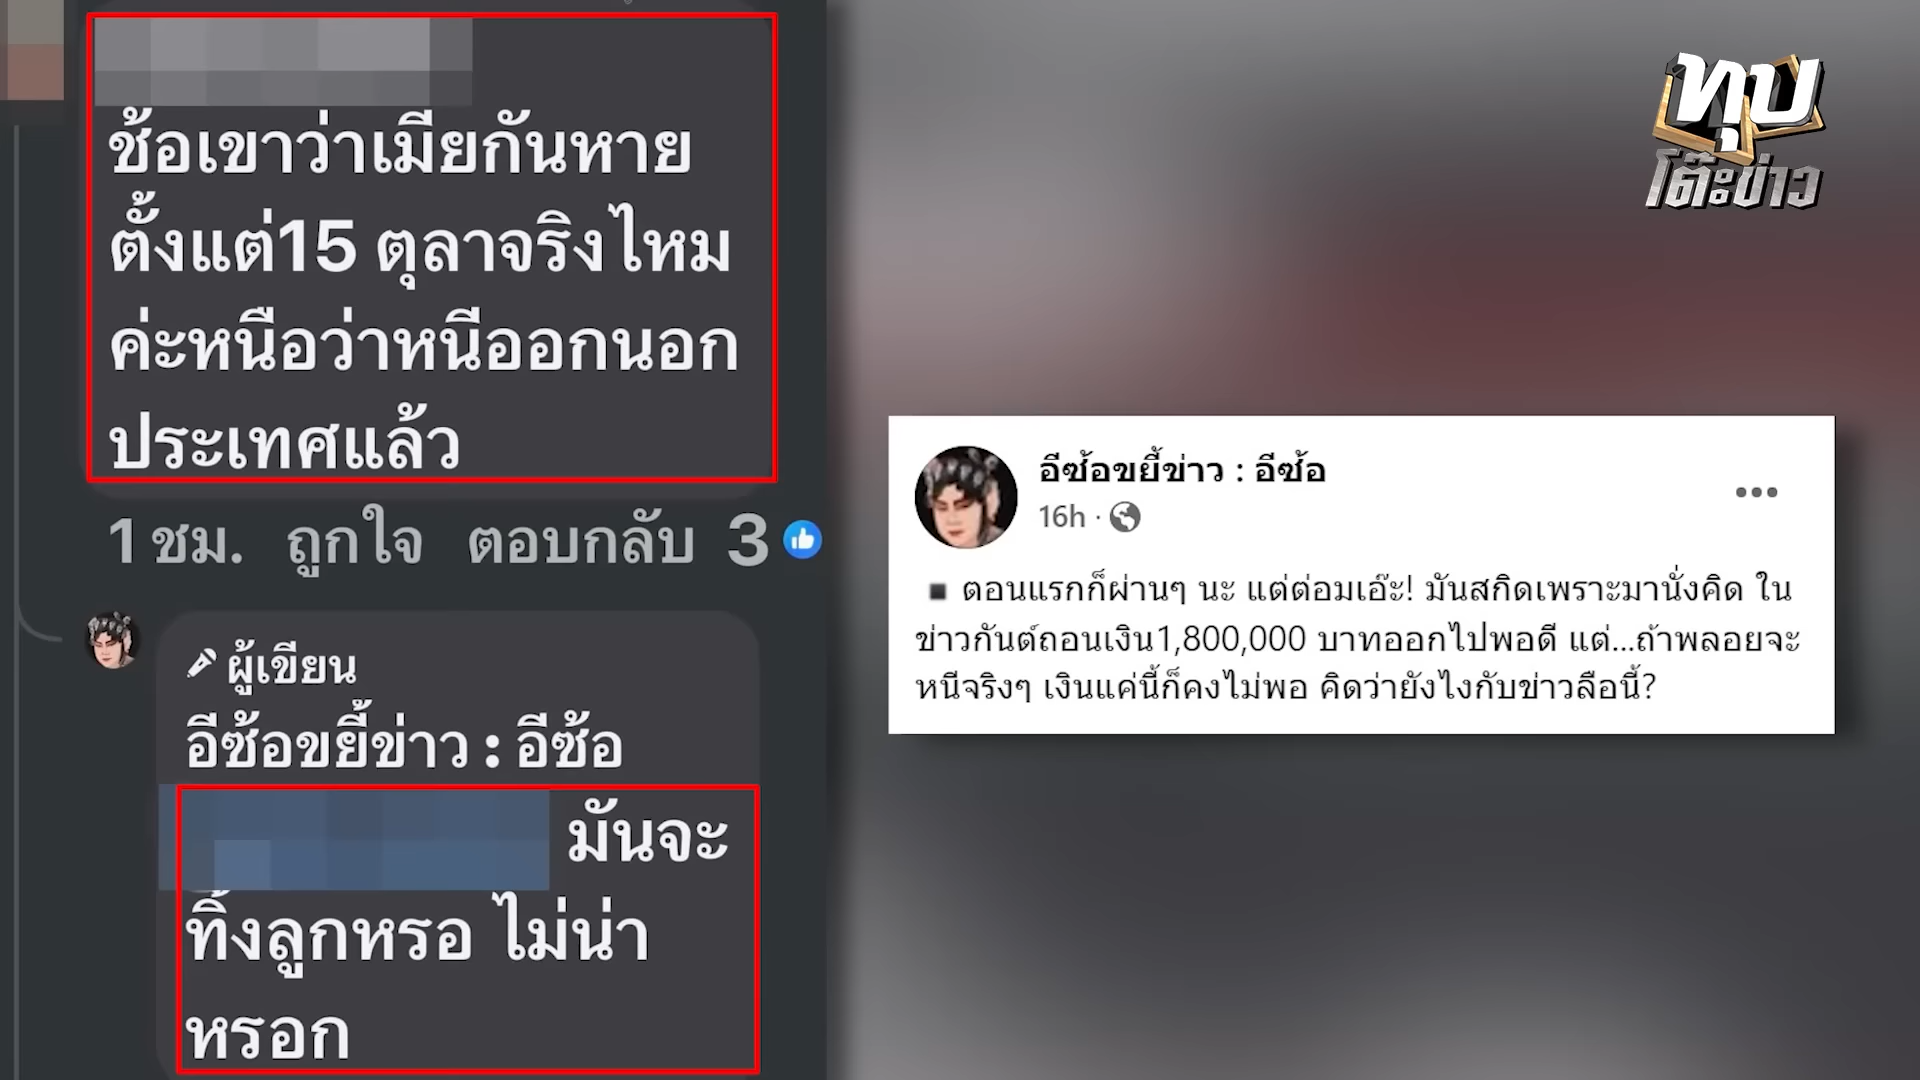 ช้อเขาว่าเมียกันหาย
ตั้งแต่15 ตุลาจริงไหม
ค่ะหนือว่าหนีออกนอก
ประเทศแล้ว
1 ชม. ถูกใจ ตอบกลับ 3
ผู้เขียน
อีซ้อขยี้ข่าว : อีซ้อ
มันจะ
ทิ้งลูกหรอ ไม่น่า
หรอก
ทุบ
โต๊ะข่าว
อีซ้อขยี้ข่าว : อีซ้อ
16h ·
▪ ตอนแรกก็ผ่านๆ นะ แต่ต่อมเอ๊ะ! มันสกิดเพราะมานั่งคิด ใน
ข่าวกันต์ถอนเงิน1,800,000 บาทออกไปพอดี แต่...ถ้าพลอยจะ
หนีจริงๆ เงินแค่นี้ก็คงไม่พอ คิดว่ายังไงกับข่าวลือนี้?